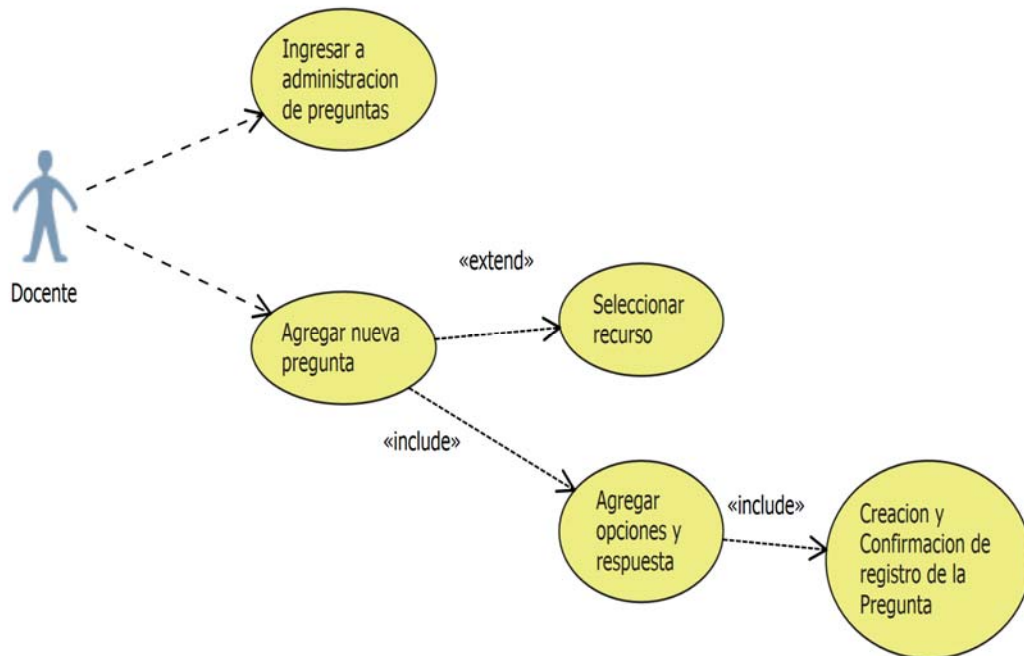 Ingresar a
administracion
de preguntas
Docente
«extend»
Seleccionar
recurso
Agregar nueva
pregunta
«include»
Agregar
opciones y
respuesta
«include»
Creacion y
Confirmacion de
registro de la
Pregunta